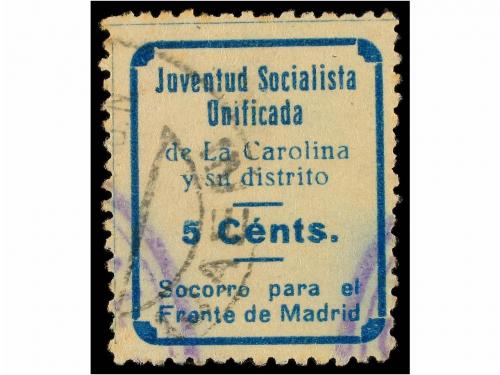 Juventud Socialista
Unificada
de La Carolina
y su distrito
5 Cénts.
Socorro para el
Frente de Madrid